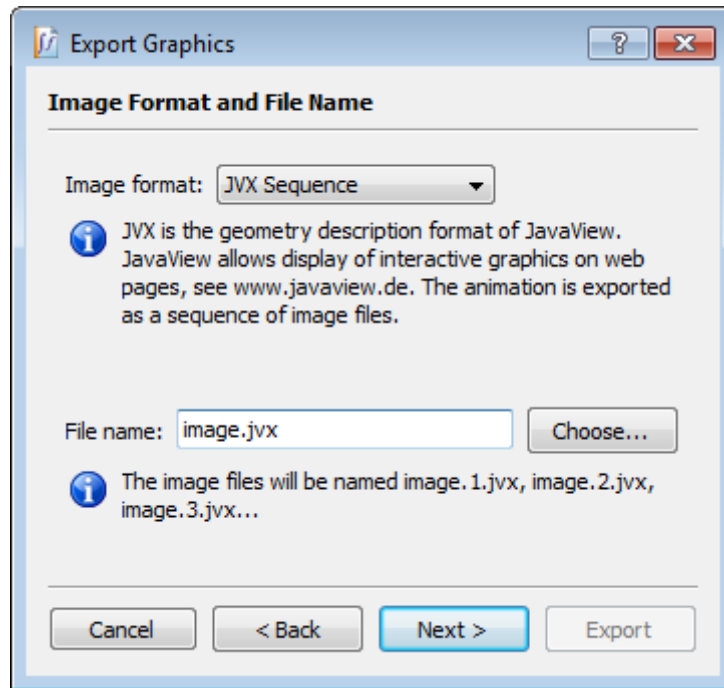 Export Graphics
Image Format and File Name
Image format: JVX Sequence
JVX is the geometry description format of JavaView.
JavaView allows display of interactive graphics on web
pages, see www.javaview.de. The animation is exported
as a sequence of image files.
File name: image.jvx Choose...
The image files will be named image.1.jvx, image.2.jvx,
image.3.jvx...
Cancel < Back Next > Export